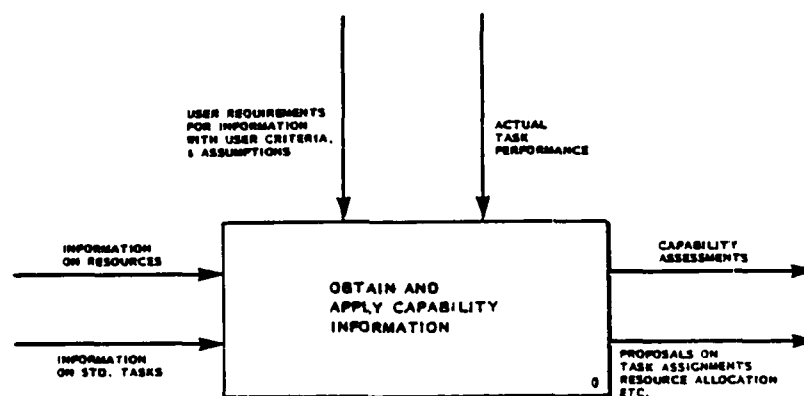 USER REQUIREMENTS
FOR INFORMATION
WITH USER CRITERIA,
& ASSUMPTIONS
ACTUAL
TASK
PERFORMANCE
INFORMATION
ON RESOURCES
CAPABILITY
ASSESSMENTS
OBTAIN AND
APPLY CAPABILITY
INFORMATION
INFORMATION
ON STD. TASKS
PROPOSALS ON
TASK ASSIGNMENTS
RESOURCE ALLOCATION
ETC.
0